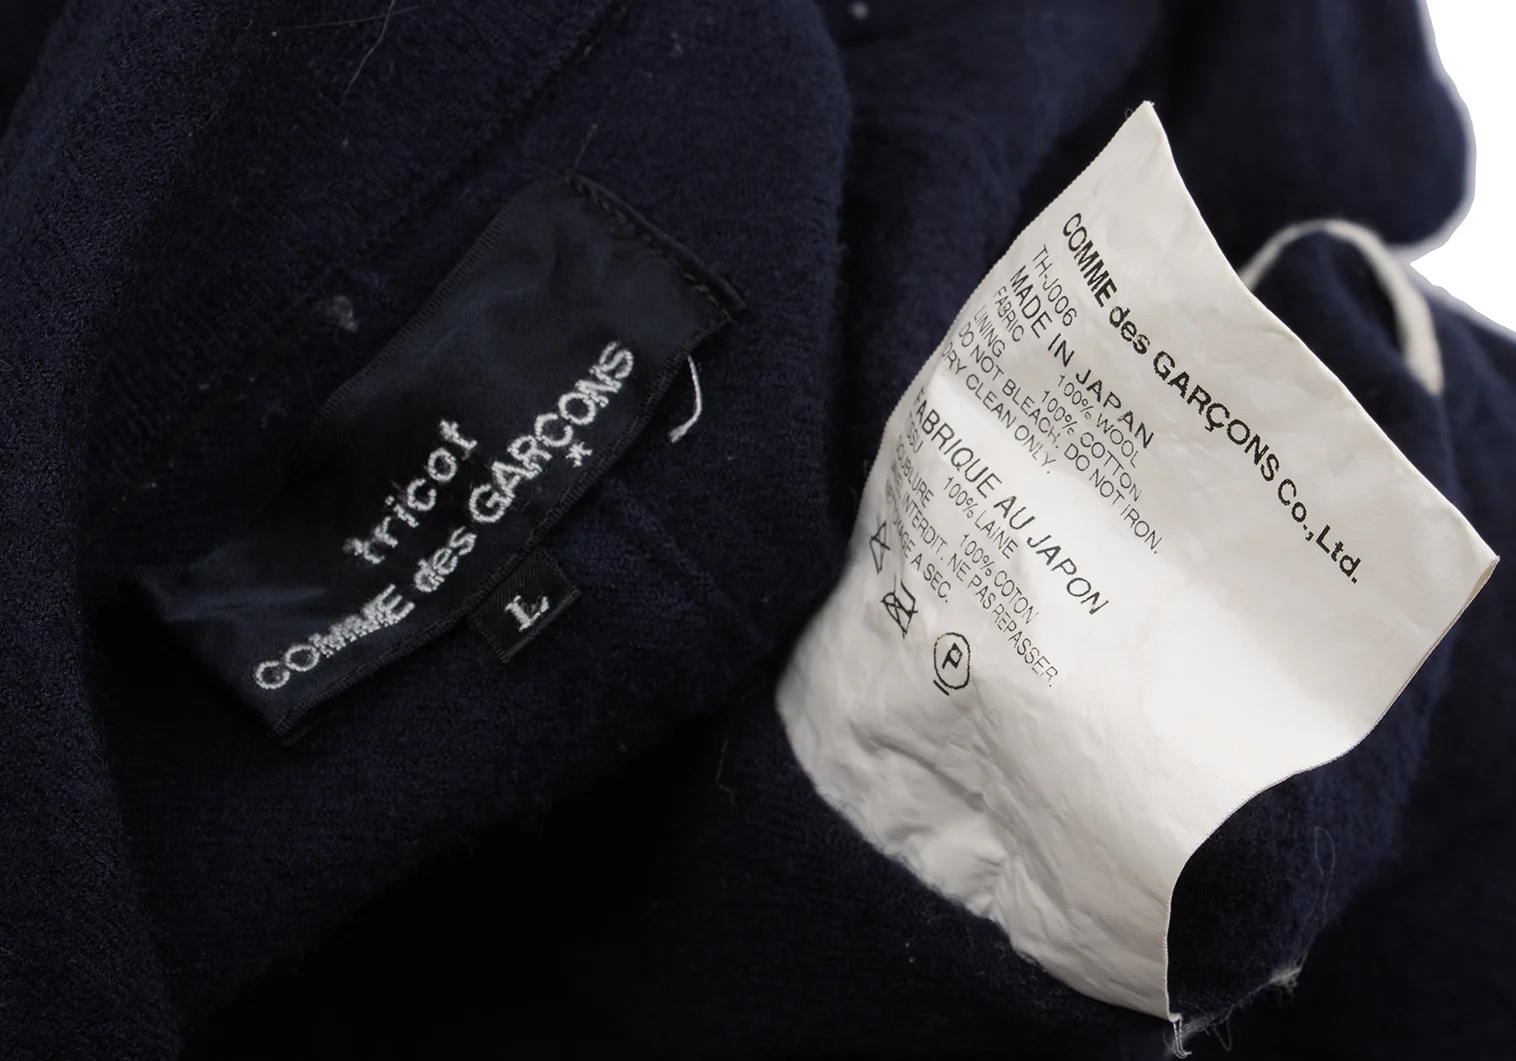 tricot
COMME des GARÇONS
*
L
COMME des GARÇONS Co.,Ltd.
TH-J006
MADE IN JAPAN
FABRIC 100% WOOL
LINING 100% COTTON
DO NOT BLEACH. DO NOT IRON.
DRY CLEAN ONLY.
FABRIQUE AU JAPON
TISSU 100% LAINE
DOUBLURE 100% COTON
INTERDIT. NE PAS REPASSER.
A SEC.
P